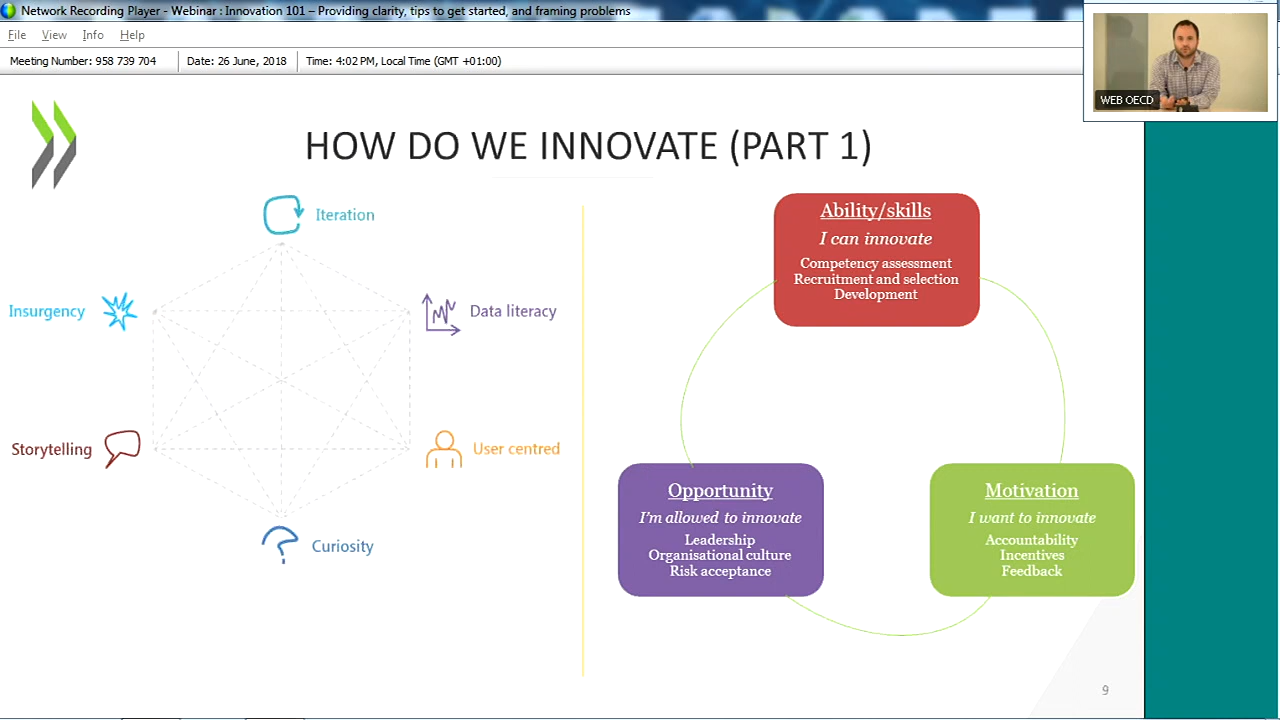 Network Recording Player - Webinar : Innovation 101 – Providing clarity, tips to get started, and framing problems
File View Info Help
Meeting Number: 958 739 704 Date: 26 June, 2018 Time: 4:02 PM, Local Time (GMT +01:00)
WEB OECD
HOW DO WE INNOVATE (PART 1)
Iteration
Insurgency
Data literacy
Storytelling
User centred
Curiosity
Ability/skills
I can innovate
Competency assessment
Recruitment and selection
Development
Opportunity
I'm allowed to innovate
Leadership
Organisational culture
Risk acceptance
Motivation
I want to innovate
Accountability
Incentives
Feedback
9